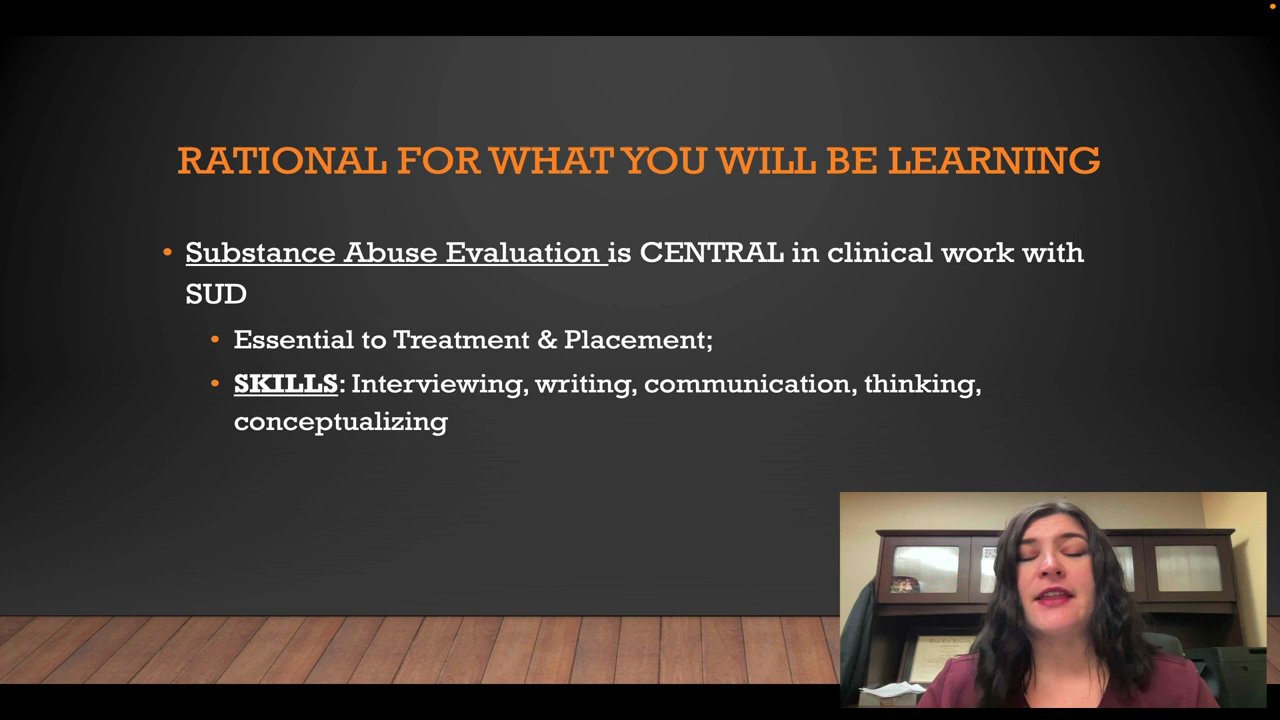 RATIONAL FOR WHAT YOU WILL BE LEARNING
• Substance Abuse Evaluation is CENTRAL in clinical work with
SUD
• Essential to Treatment & Placement;
• SKILLS: Interviewing, writing, communication, thinking,
conceptualizing